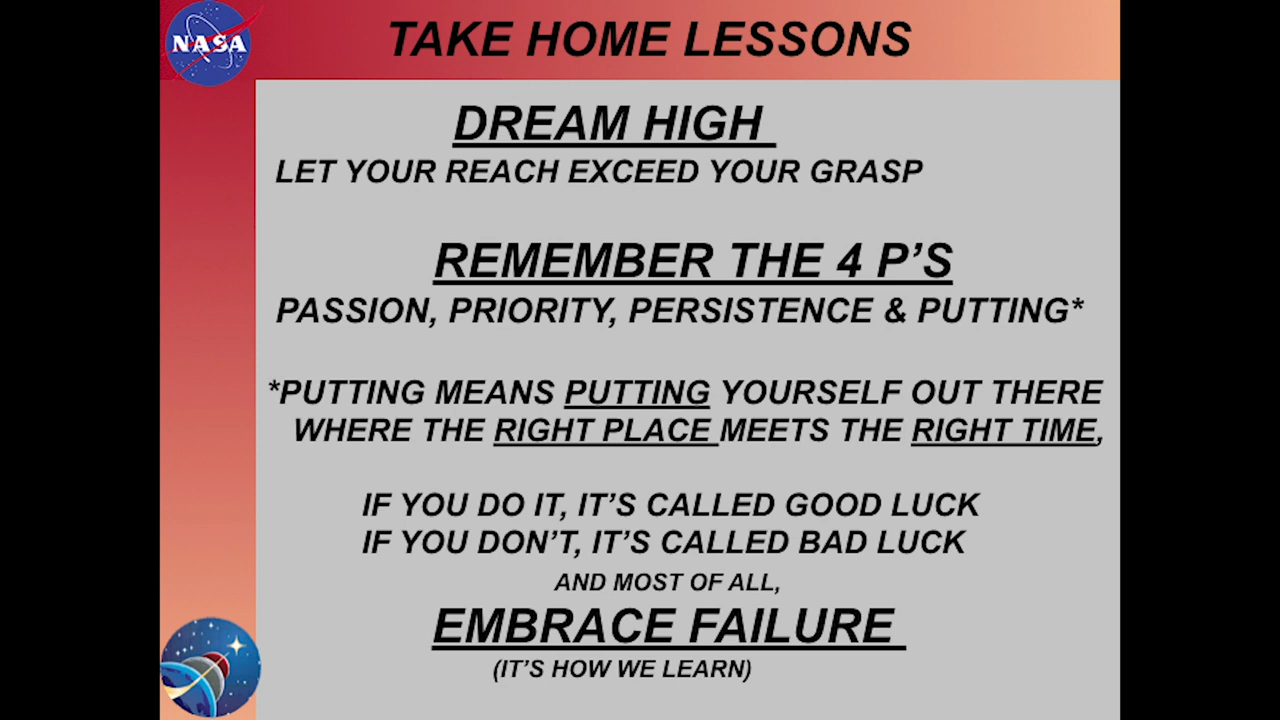 NASA
TAKE HOME LESSONS
DREAM HIGH
LET YOUR REACH EXCEED YOUR GRASP
REMEMBER THE 4 P’S
PASSION, PRIORITY, PERSISTENCE & PUTTING*
*PUTTING MEANS PUTTING YOURSELF OUT THERE
WHERE THE RIGHT PLACE MEETS THE RIGHT TIME,
IF YOU DO IT, IT’S CALLED GOOD LUCK
IF YOU DON’T, IT’S CALLED BAD LUCK
AND MOST OF ALL,
EMBRACE FAILURE
(IT’S HOW WE LEARN)